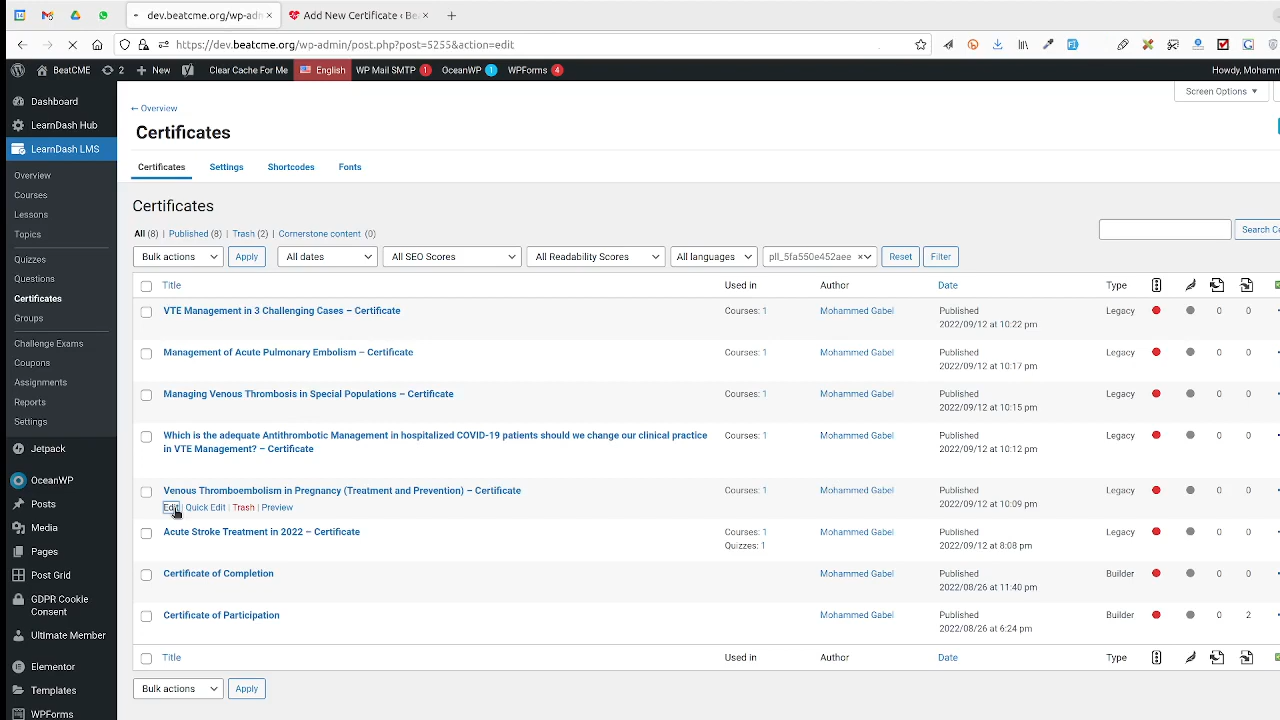 dev.beatcme.org/wp-adm
Add New Certificate ‹ Be
https://dev.beatcme.org/wp-admin/post.php?post=5255&action=edit
BeatCME
2
New
Clear Cache For Me
English
WP Mail SMTP 1
OceanWP 1
WPForms 4
Howdy, Mohamm
Dashboard
LearnDash Hub
LearnDash LMS
Overview
Courses
Lessons
Topics
Quizzes
Questions
Certificates
Groups
Challenge Exams
Coupons
Assignments
Reports
Settings
Jetpack
OceanWP
Posts
Media
Pages
Post Grid
GDPR Cookie
Consent
Ultimate Member
Elementor
Templates
WPForms
Screen Options
← Overview
Certificates
Certificates Settings Shortcodes Fonts
Certificates
All (8) | Published (8) | Trash (2) | Cornerstone content (0)
Search Ce
Bulk actions Apply All dates All SEO Scores All Readability Scores All languages pll_5fa550e452aee × Reset Filter
Title Used in Author Date Type
VTE Management in 3 Challenging Cases – Certificate Courses: 1 Mohammed Gabel Published Legacy 0 0
2022/09/12 at 10:22 pm
Management of Acute Pulmonary Embolism – Certificate Courses: 1 Mohammed Gabel Published Legacy 0 0
2022/09/12 at 10:17 pm
Managing Venous Thrombosis in Special Populations – Certificate Courses: 1 Mohammed Gabel Published Legacy 0 0
2022/09/12 at 10:15 pm
Which is the adequate Antithrombotic Management in hospitalized COVID-19 patients should we change our clinical practice Courses: 1 Mohammed Gabel Published Legacy 0 0
in VTE Management? – Certificate 2022/09/12 at 10:12 pm
Venous Thromboembolism in Pregnancy (Treatment and Prevention) – Certificate Courses: 1 Mohammed Gabel Published Legacy 0 0
Edit | Quick Edit | Trash | Preview 2022/09/12 at 10:09 pm
Acute Stroke Treatment in 2022 – Certificate Courses: 1 Mohammed Gabel Published Legacy 0 0
Quizzes: 1 2022/09/12 at 8:08 pm
Certificate of Completion Mohammed Gabel Published Builder 0 0
2022/08/26 at 11:40 pm
Certificate of Participation Mohammed Gabel Published Builder 0 2
2022/08/26 at 6:24 pm
Title Used in Author Date Type
Bulk actions Apply